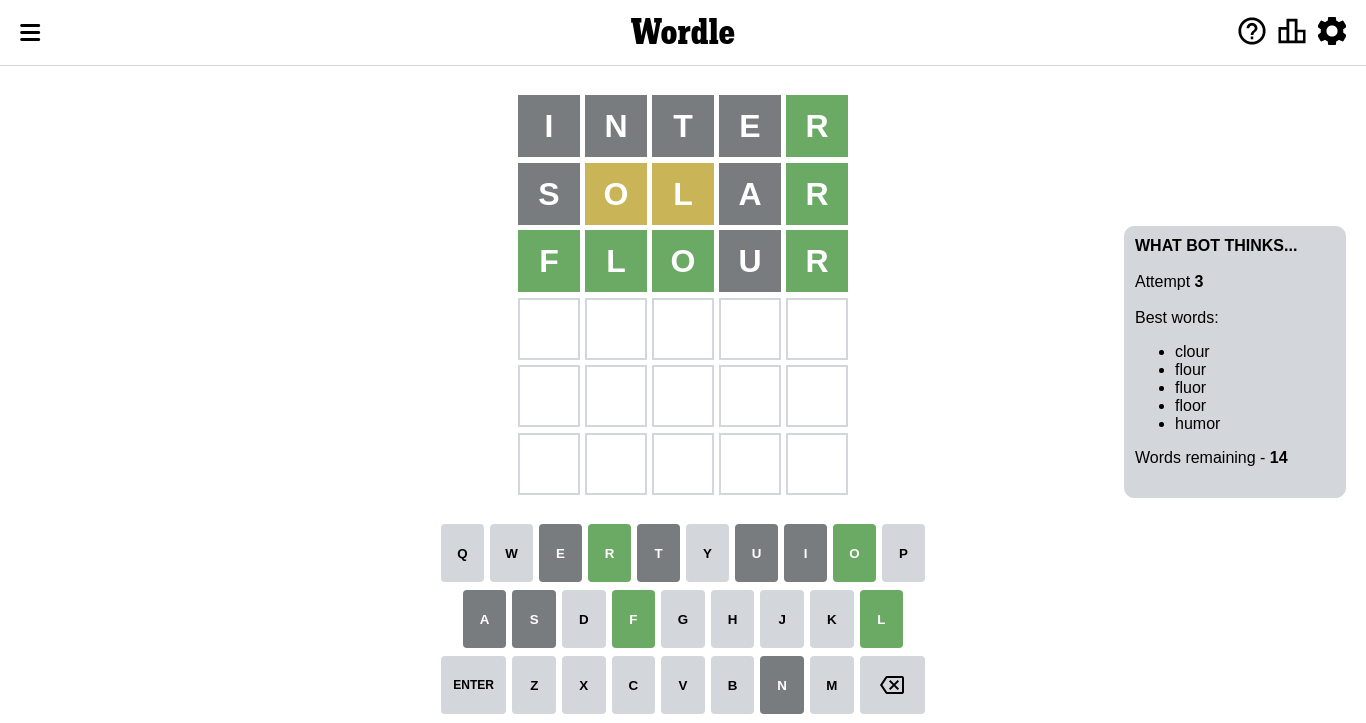 Wordle
I N T E R
S O L A R
F L O U R
WHAT BOT THINKS...
Attempt 3
Best words:
clour
flour
fluor
floor
humor
Words remaining - 14
Q W E R T Y U I O P
A S D F G H J K L
ENTER Z X C V B N M